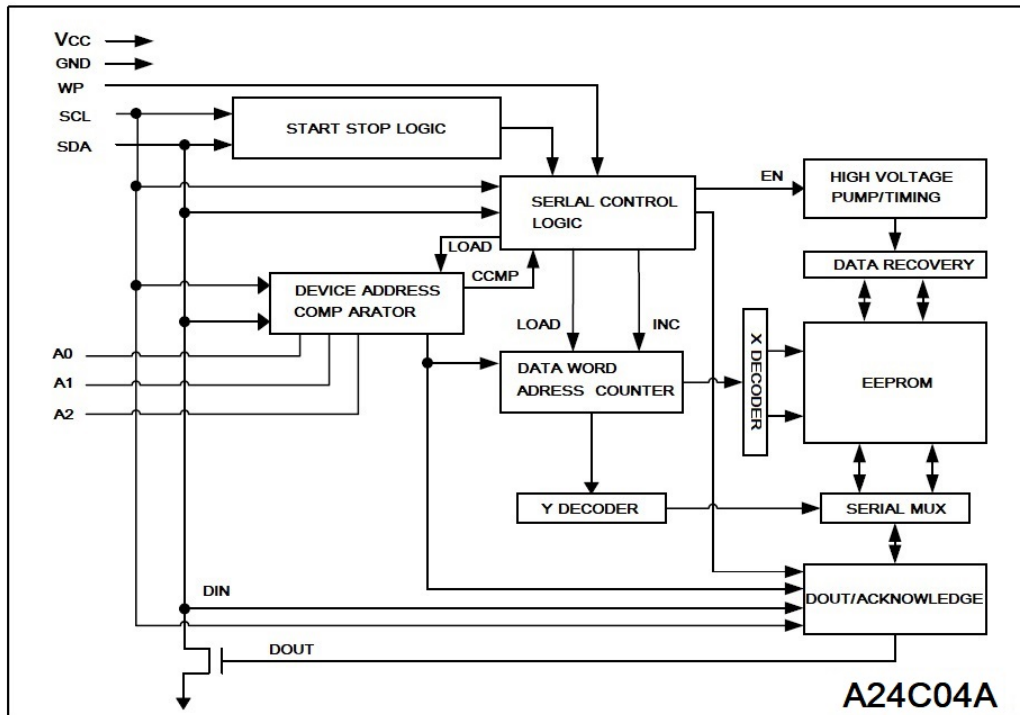 VCC
GND
WP
SCL
SDA
START STOP LOGIC
SERLAL CONTROL
LOGIC
EN
HIGH VOLTAGE
PUMP/TIMING
LOAD
CCMP
DATA RECOVERY
DEVICE ADDRESS
COMP ARATOR
LOAD
INC
A0
A1
A2
DATA WORD
ADRESS COUNTER
X DECODER
EEPROM
Y DECODER
SERIAL MUX
DIN
DOUT/ACKNOWLEDGE
DOUT
A24C04A